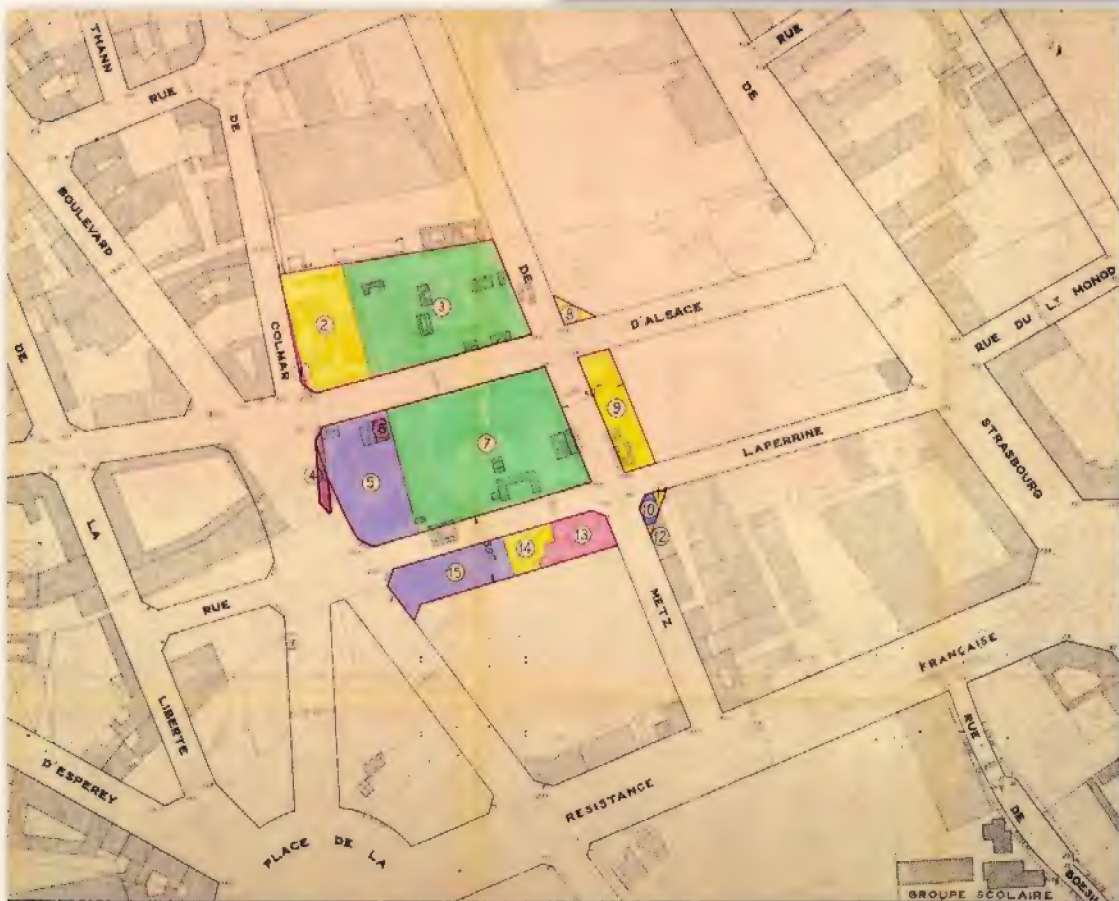 THANN
RUE
DE
RUE
DE
BOULEVARD
DE
DE
COLMAR
2
3
8
D'ALSACE
RUE DU LT MONOD
9
6
7
4
5
LAPERRINE
STRASBOURG
10
12
LA
15
14
13
RUE
METZ
FRANÇAISE
LIBERTE
RUE
DE
D'ESPEREY
RESISTANCE
PLACE DE LA
GROUPE SCOLAIRE